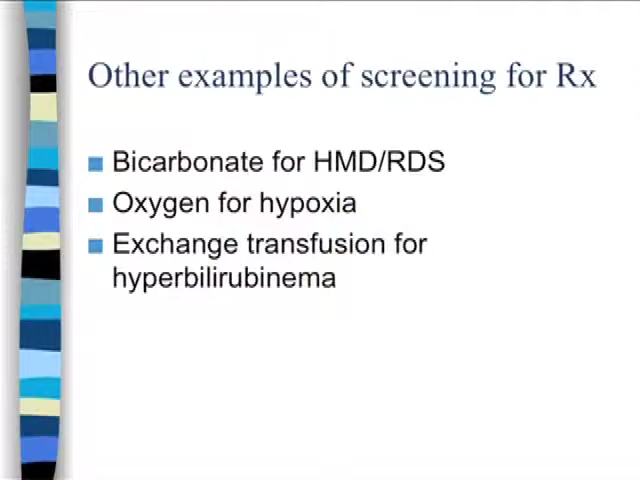 Other examples of screening for Rx
Bicarbonate for HMD/RDS
Oxygen for hypoxia
Exchange transfusion for
hyperbilirubinema